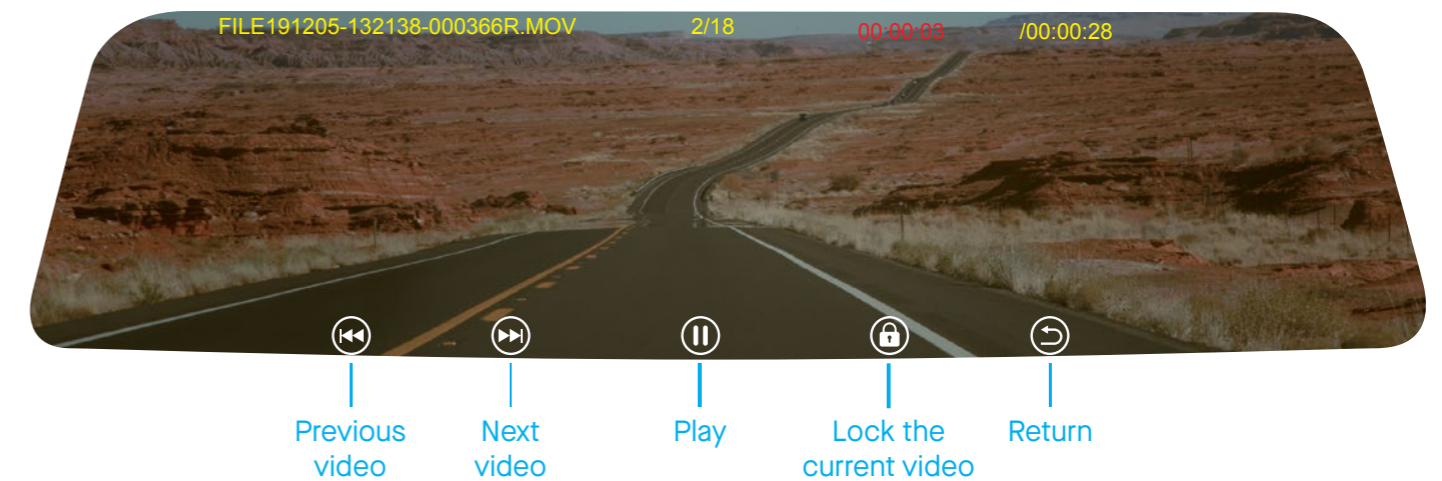 FILE191205-132138-000366R.MOV 2/18 00:00:03 /00:00:28
Previous video
Next video
Play
Lock the current video
Return